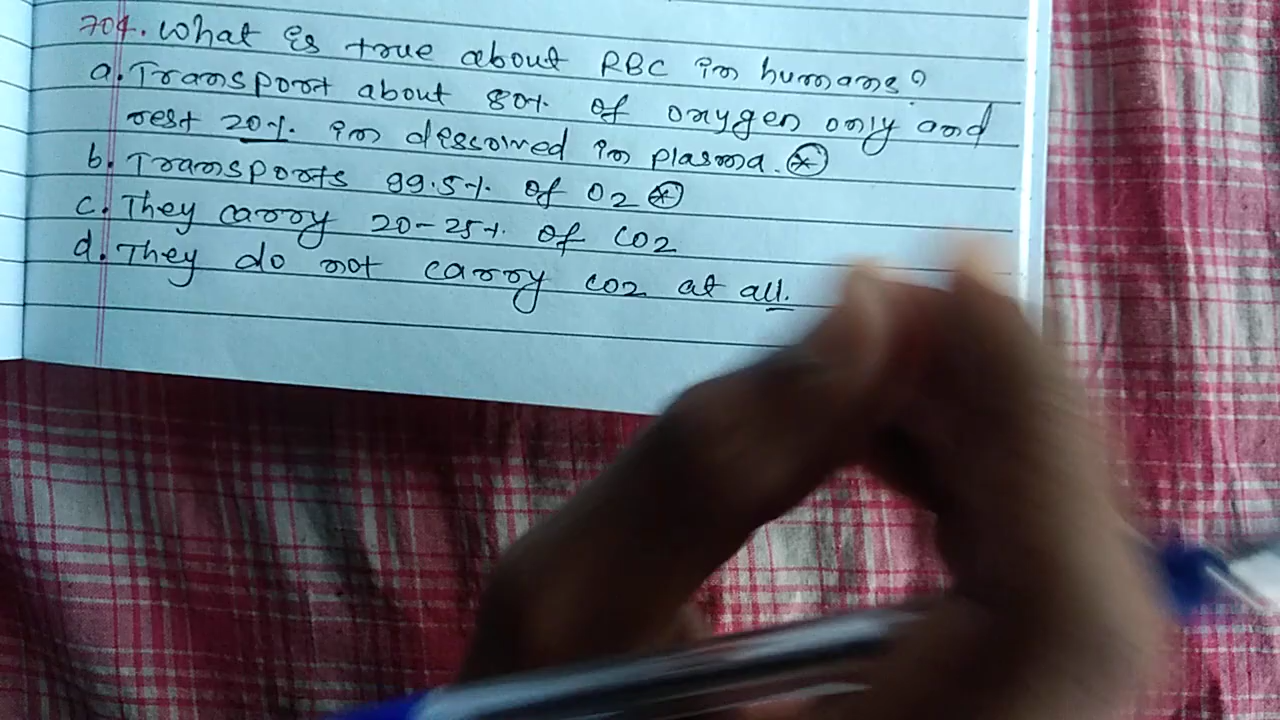 704. What is true about RBC in humans?
a. Transport about 80% of oxygen only and
rest 20% in dissolved in plasma. *
b. Transports 99.5% of O2 *
c. They carry 20-25% of CO2
d. They do not carry CO2 at all.